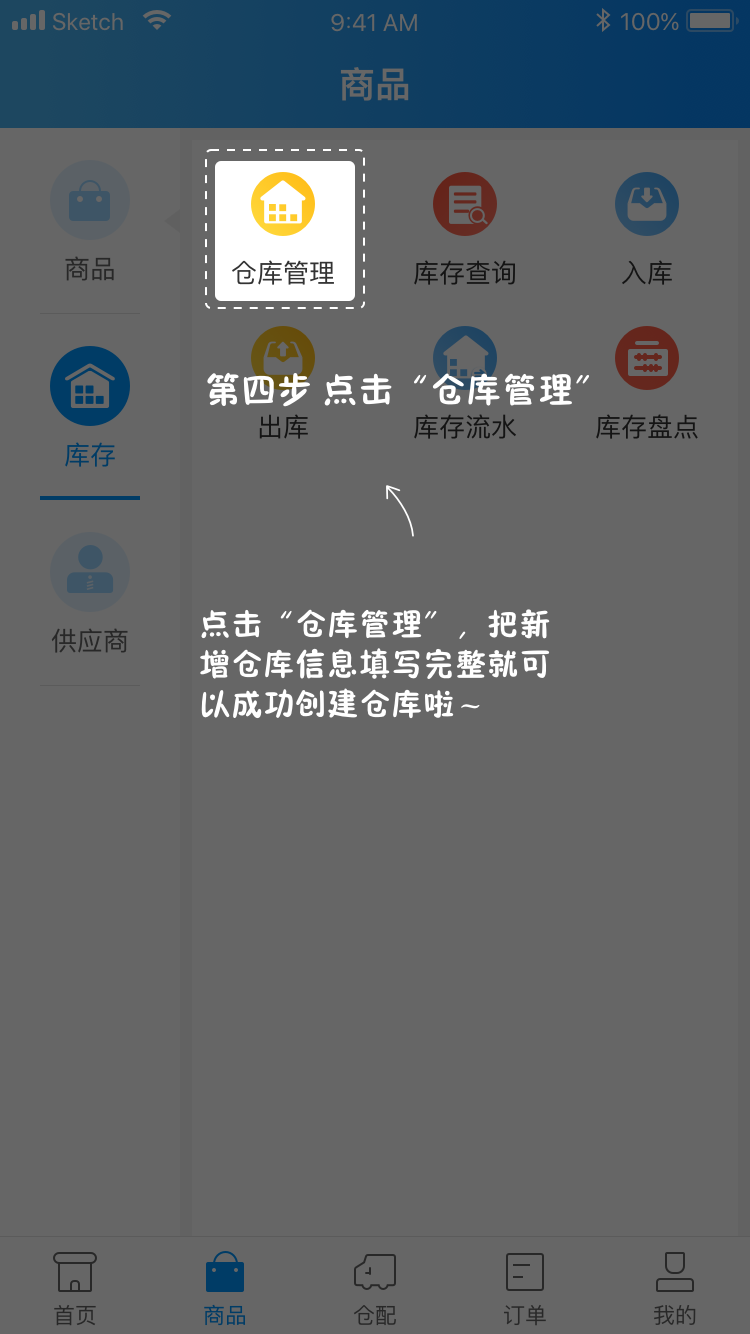 Sketch 9:41 AM 100%
商品
商品
仓库管理 库存查询 入库
库存
第四步 点击“仓库管理”
出库 库存流水 库存盘点
供应商
点击“仓库管理”，把新
增仓库信息填写完整就可
以成功创建仓库啦~
首页 商品 仓配 订单 我的